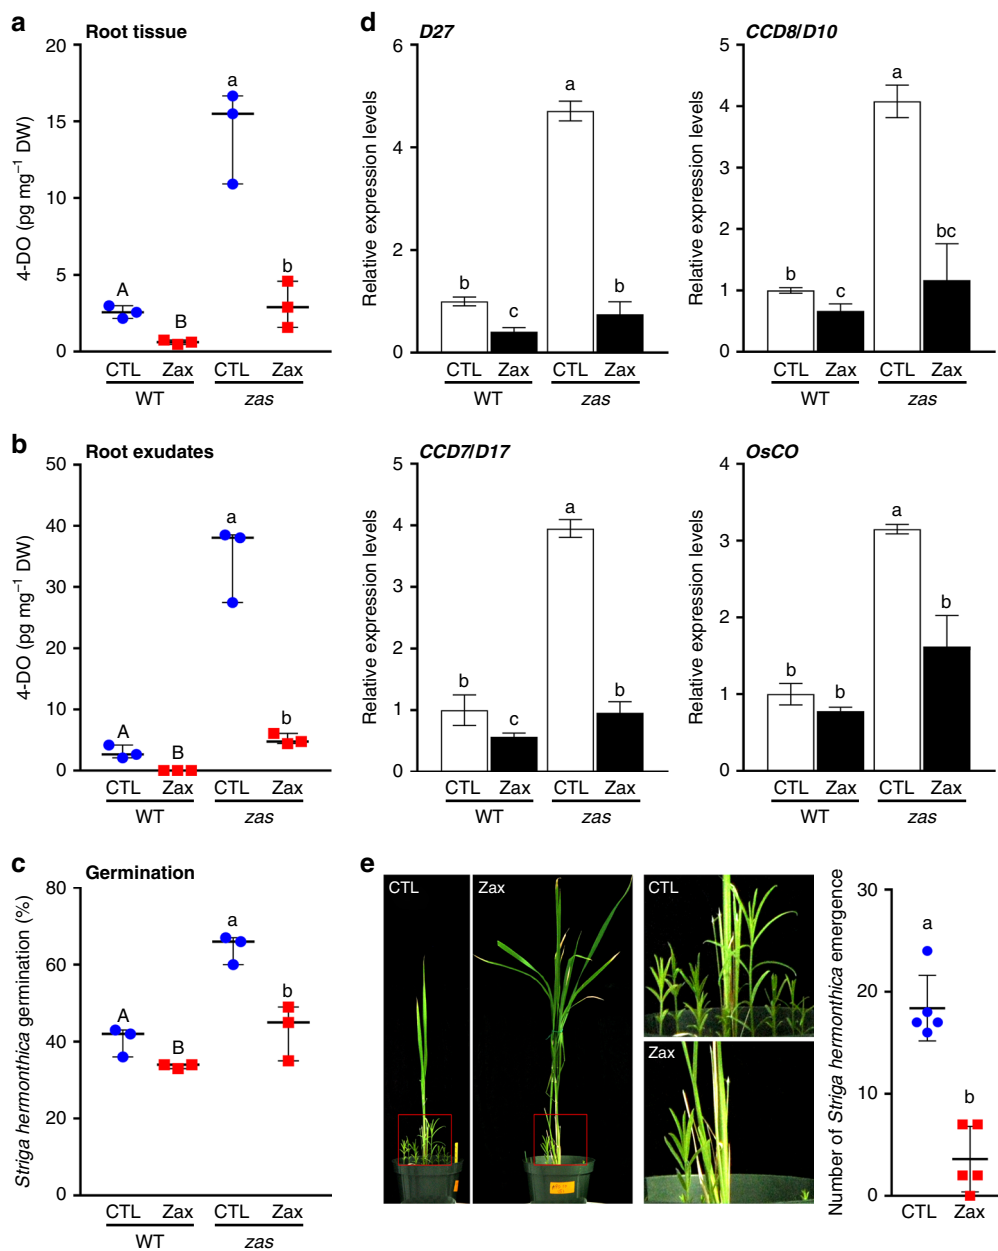 a
Root tissue
4-DO (pg mg⁻¹ DW)
20
15
10
5
0
A
B
a
b
CTL Zax CTL Zax
WT zas
b
Root exudates
4-DO (pg mg⁻¹ DW)
50
40
30
20
10
0
A
B
a
b
CTL Zax CTL Zax
WT zas
c
Germination
Striga hermonthica germination (%)
80
60
40
20
0
A
B
a
b
CTL Zax CTL Zax
WT zas
d
D27
Relative expression levels
6
4
2
0
b
c
a
b
CTL Zax CTL Zax
WT zas
CCD8/D10
Relative expression levels
5
4
3
2
1
0
b
c
a
bc
CTL Zax CTL Zax
WT zas
CCD7/D17
Relative expression levels
5
4
3
2
1
0
b
c
a
b
CTL Zax CTL Zax
WT zas
OsCO
Relative expression levels
4
3
2
1
0
b
b
a
b
CTL Zax CTL Zax
WT zas
e
CTL
Zax
CTL
Zax
Number of Striga hermonthica emergence
30
20
10
0
a
b
CTL Zax